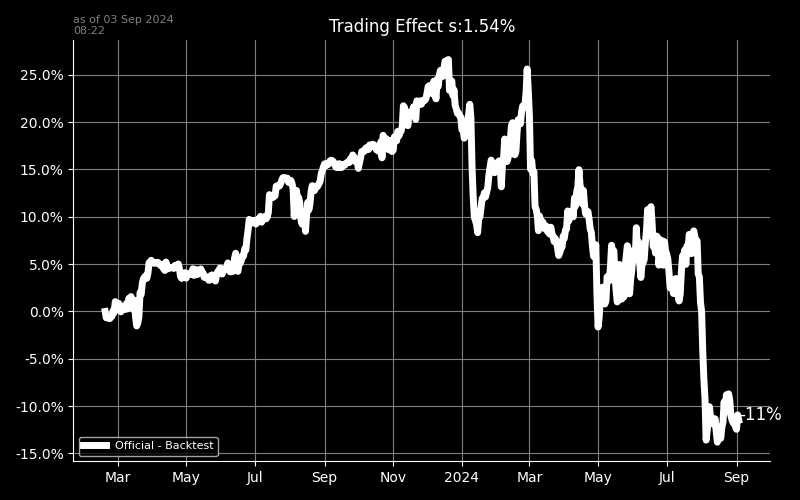 as of 03 Sep 2024
08:22
Trading Effect s:1.54%
25.0%
20.0%
15.0%
10.0%
5.0%
0.0%
-5.0%
-10.0%
-15.0%
-11%
Official - Backtest
Mar May Jul Sep Nov 2024 Mar May Jul Sep